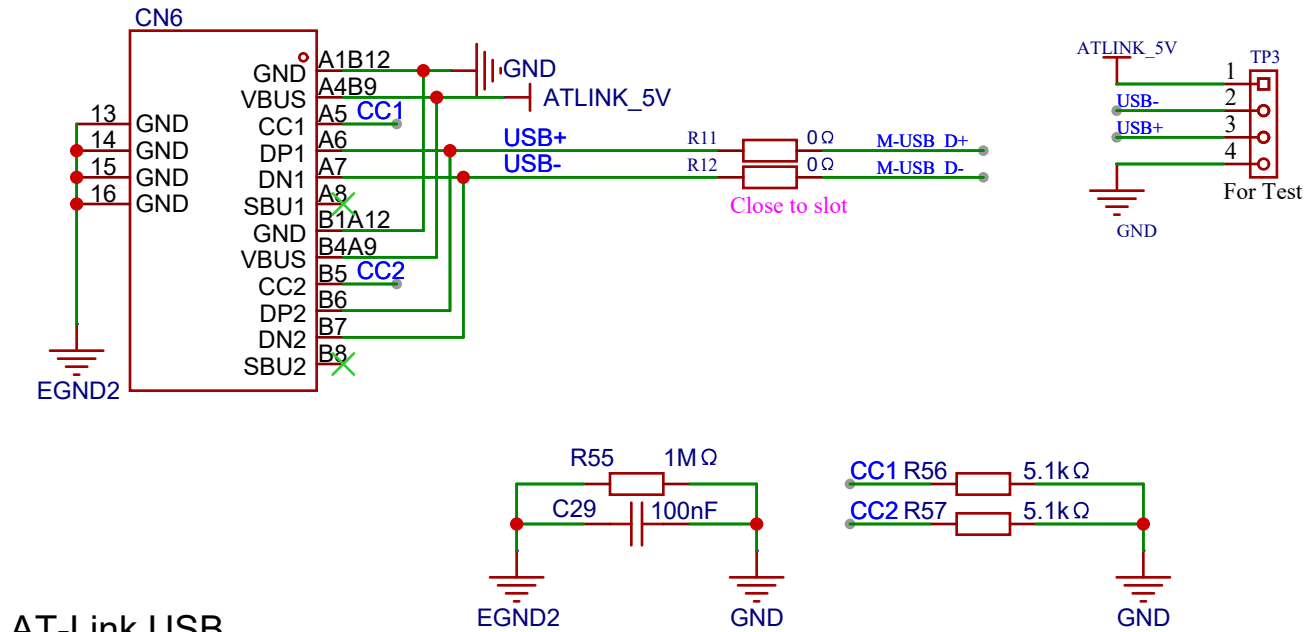 CN6
A1B12
GND
GND
A4B9
VBUS
ATLINK_5V
A5 CC1
CC1
A6
DP1
USB+
R11
0Ω
M-USB D+
A7
DN1
USB-
R12
0Ω
M-USB D-
Close to slot
A8
SBU1
B1A12
GND
B4A9
VBUS
B5 CC2
CC2
B6
DP2
B7
DN2
B8
SBU2
13 GND
14 GND
15 GND
16 GND
EGND2
ATLINK_5V
TP3
1
USB- 2
USB+ 3
4
For Test
GND
R55 1MΩ
C29 100nF
EGND2 GND
CC1 R56 5.1kΩ
CC2 R57 5.1kΩ
GND
AT-Link USB